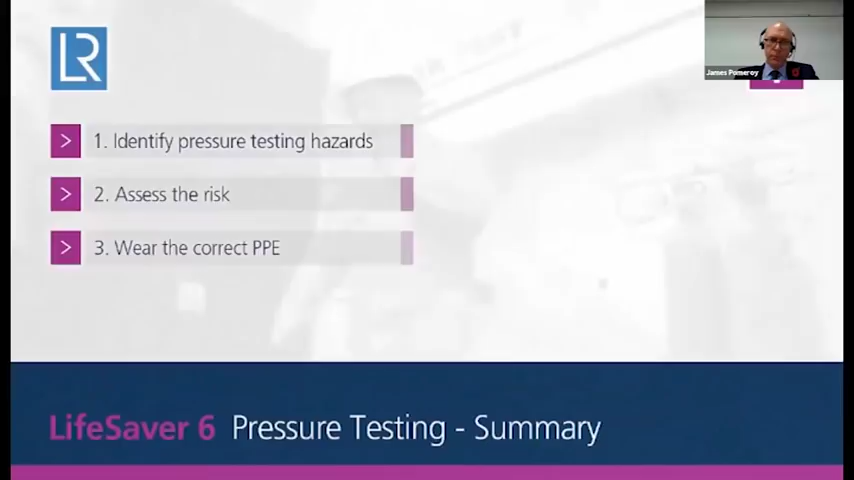 LR
James Pomeroy
1. Identify pressure testing hazards
2. Assess the risk
3. Wear the correct PPE
LifeSaver 6 Pressure Testing - Summary